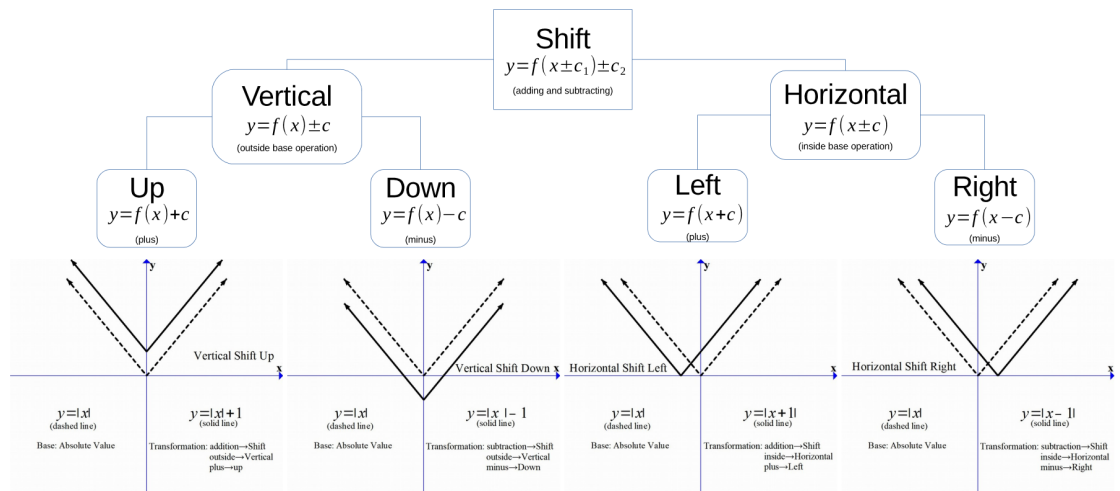 Shift
y=f(x±c₁)±c₂
(adding and subtracting)
Vertical
y=f(x)±c
(outside base operation)
Horizontal
y=f(x±c)
(inside base operation)
Up
y=f(x)+c
(plus)
Down
y=f(x)−c
(minus)
Left
y=f(x+c)
(plus)
Right
y=f(x−c)
(minus)
y
Vertical Shift Up
x
y=|x|
(dashed line)
y=|x|+1
(solid line)
Base: Absolute Value
Transformation: addition→Shift
outside→Vertical
plus→up
y
Vertical Shift Down
x
y=|x|
(dashed line)
y=|x |−1
(solid line)
Base: Absolute Value
Transformation: subtraction→Shift
outside→Vertical
minus→Down
y
Horizontal Shift Left
x
y=|x|
(dashed line)
y=|x+1|
(solid line)
Base: Absolute Value
Transformation: addition→Shift
inside→Horizontal
plus→Left
y
Horizontal Shift Right
x
y=|x|
(dashed line)
y=|x−1|
(solid line)
Base: Absolute Value
Transformation: subtraction→Shift
inside→Horizontal
minus→Right